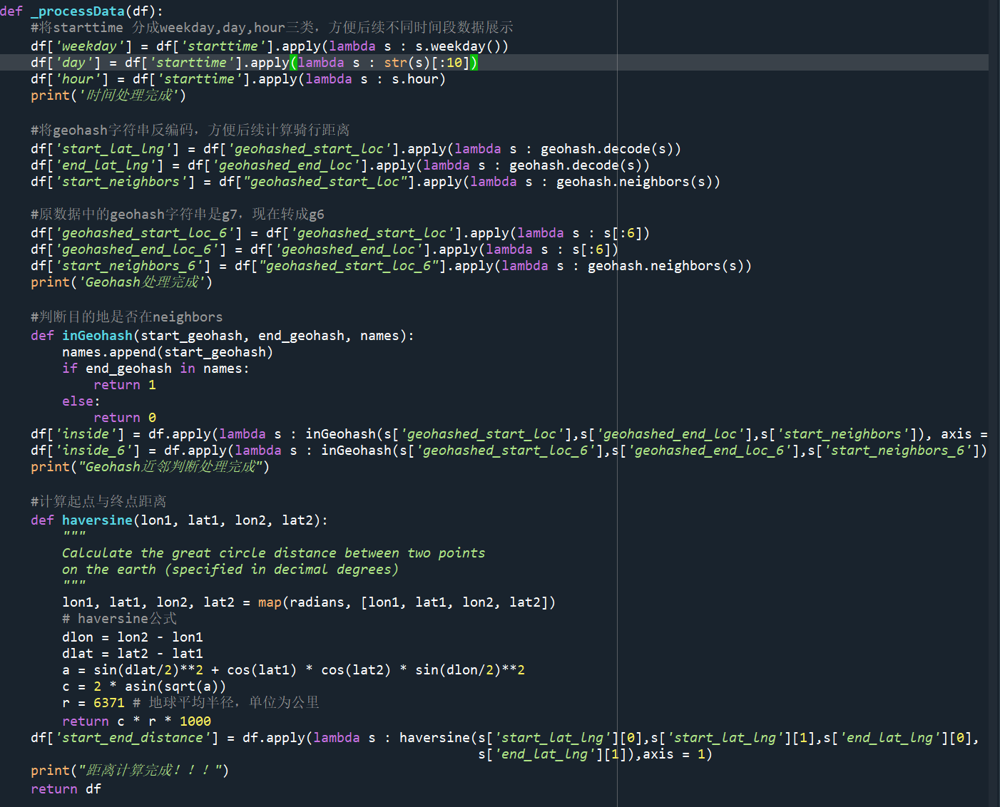 def _processData(df):
    #将starttime 分成weekday,day,hour三类，方便后续不同时间段数据展示
    df['weekday'] = df['starttime'].apply(lambda s : s.weekday())
    df['day'] = df['starttime'].apply(lambda s : str(s)[:10])
    df['hour'] = df['starttime'].apply(lambda s : s.hour)
    print('时间处理完成')

    #将geohash字符串反编码，方便后续计算骑行距离
    df['start_lat_lng'] = df['geohashed_start_loc'].apply(lambda s : geohash.decode(s))
    df['end_lat_lng'] = df['geohashed_end_loc'].apply(lambda s : geohash.decode(s))
    df['start_neighbors'] = df["geohashed_start_loc"].apply(lambda s : geohash.neighbors(s))

    #原数据中的geohash字符串是g7，现在转成g6
    df['geohashed_start_loc_6'] = df['geohashed_start_loc'].apply(lambda s : s[:6])
    df['geohashed_end_loc_6'] = df['geohashed_end_loc'].apply(lambda s : s[:6])
    df['start_neighbors_6'] = df["geohashed_start_loc_6"].apply(lambda s : geohash.neighbors(s))
    print('Geohash处理完成')

    #判断目的地是否在neighbors
    def inGeohash(start_geohash, end_geohash, names):
        names.append(start_geohash)
        if end_geohash in names:
            return 1
        else:
            return 0
    df['inside'] = df.apply(lambda s : inGeohash(s['geohashed_start_loc'],s['geohashed_end_loc'],s['start_neighbors']), axis =
    df['inside_6'] = df.apply(lambda s : inGeohash(s['geohashed_start_loc_6'],s['geohashed_end_loc_6'],s['start_neighbors_6'])
    print("Geohash近邻判断处理完成")

    #计算起点与终点距离
    def haversine(lon1, lat1, lon2, lat2):
        """
        Calculate the great circle distance between two points
        on the earth (specified in decimal degrees)
        """
        lon1, lat1, lon2, lat2 = map(radians, [lon1, lat1, lon2, lat2])
        # haversine公式
        dlon = lon2 - lon1
        dlat = lat2 - lat1
        a = sin(dlat/2)**2 + cos(lat1) * cos(lat2) * sin(dlon/2)**2
        c = 2 * asin(sqrt(a))
        r = 6371 # 地球平均半径，单位为公里
        return c * r * 1000
    df['start_end_distance'] = df.apply(lambda s : haversine(s['start_lat_lng'][0],s['start_lat_lng'][1],s['end_lat_lng'][0],
                                                             s['end_lat_lng'][1]),axis = 1)
    print("距离计算完成！！！")
    return df